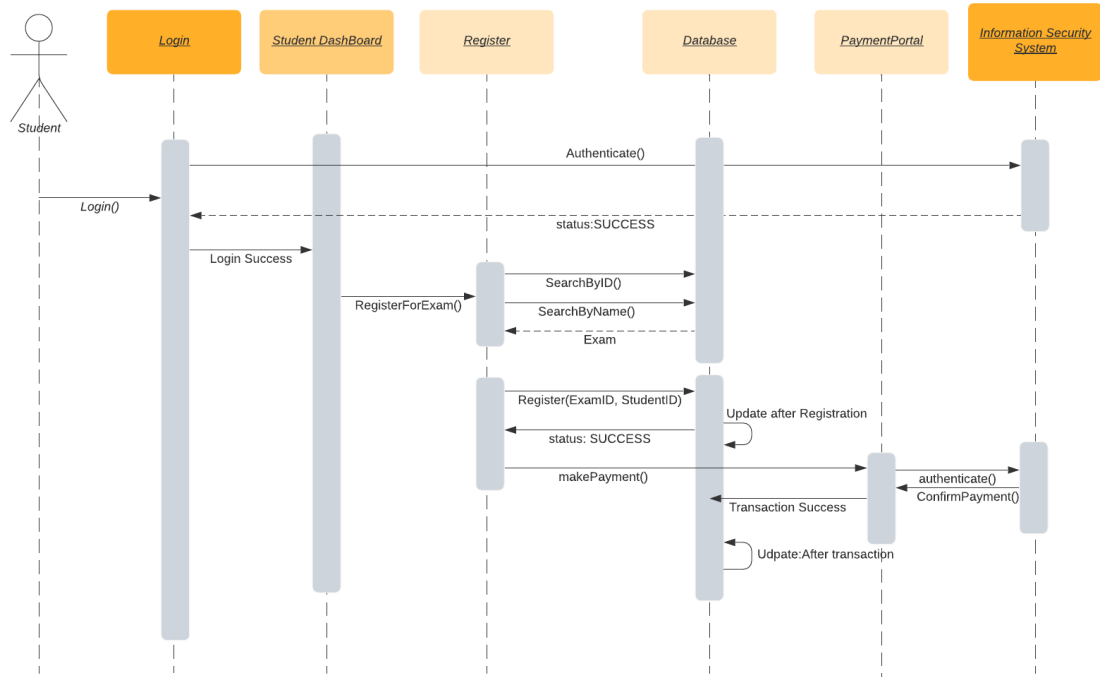 Login
Student DashBoard
Register
Database
PaymentPortal
Information Security
System
Student
Authenticate()
Login()
status:SUCCESS
Login Success
SearchByID()
RegisterForExam()
SearchByName()
Exam
Register(ExamID, StudentID)
Update after Registration
status: SUCCESS
makePayment()
authenticate()
ConfirmPayment()
Transaction Success
Udpate:After transaction